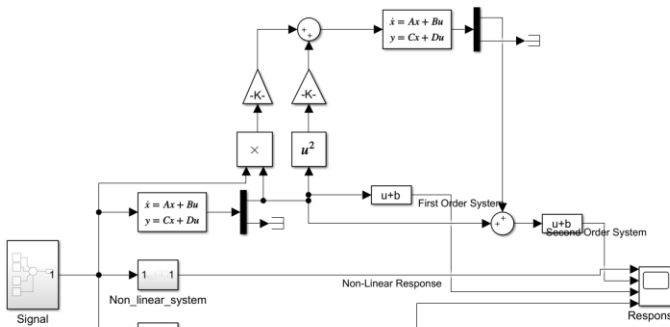 ẋ = Ax + Bu
y = Cx + Du
+
+
-K-
-K-
×
u²
ẋ = Ax + Bu
y = Cx + Du
u+b
First Order System
+
+
u+b
Second Order System
1
Signal
1
1
Non_linear_system
Non-Linear Response
Respons